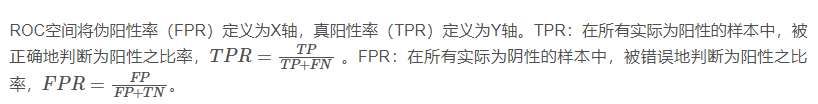 ROC空间将伪阳性率（FPR）定义为X轴，真阳性率（TPR）定义为Y轴。TPR：在所有实际为阳性的样本中，被
正确地判断为阳性之比率，$TPR = \frac{TP}{TP+FN}$ 。FPR：在所有实际为阴性的样本中，被错误地判断为阳性之比
率，$FPR = \frac{FP}{FP+TN}$。